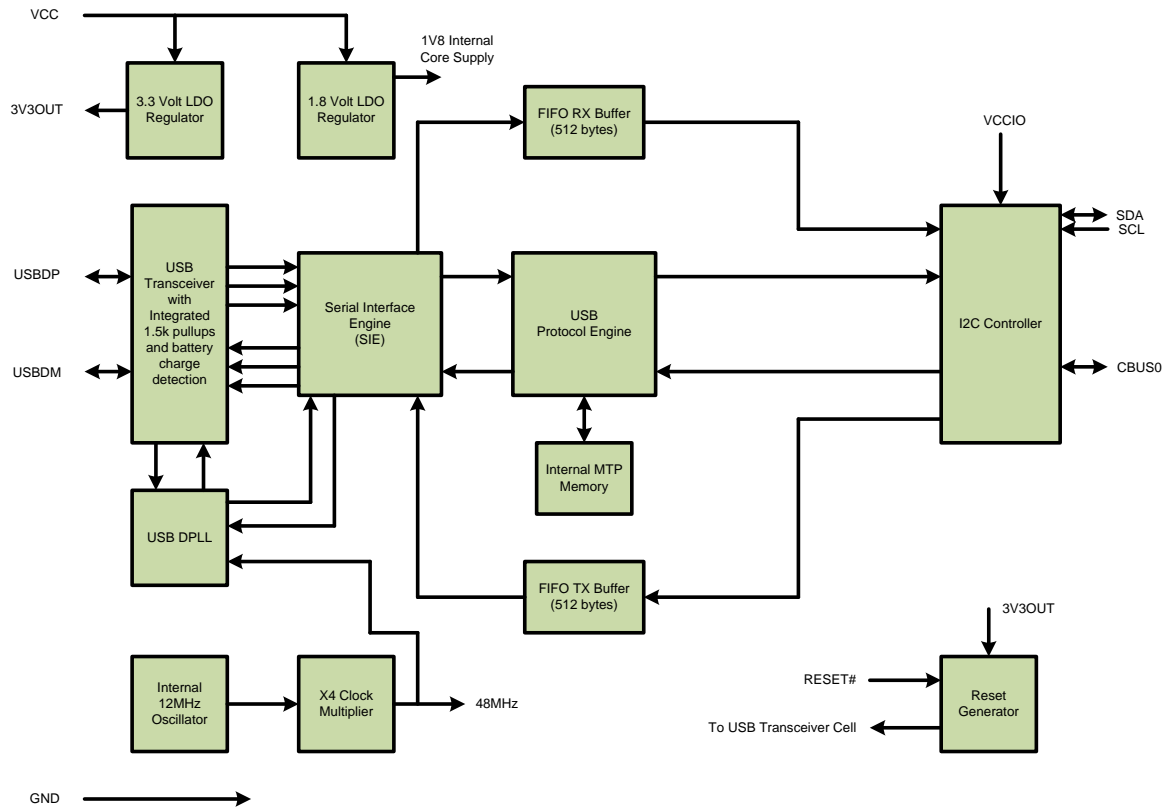 VCC
1V8 Internal
Core Supply
3.3 Volt LDO
Regulator
1.8 Volt LDO
Regulator
3V3OUT
FIFO RX Buffer
(512 bytes)
VCCIO
SDA
SCL
USBDP
USB
Transceiver
with
Integrated
1.5k pullups
and battery
charge
detection
Serial Interface
Engine
(SIE)
USB
Protocol Engine
I2C Controller
USBDM
CBUS0
Internal MTP
Memory
USB DPLL
FIFO TX Buffer
(512 bytes)
3V3OUT
Internal
12MHz
Oscillator
X4 Clock
Multiplier
48MHz
RESET#
Reset
Generator
To USB Transceiver Cell
GND